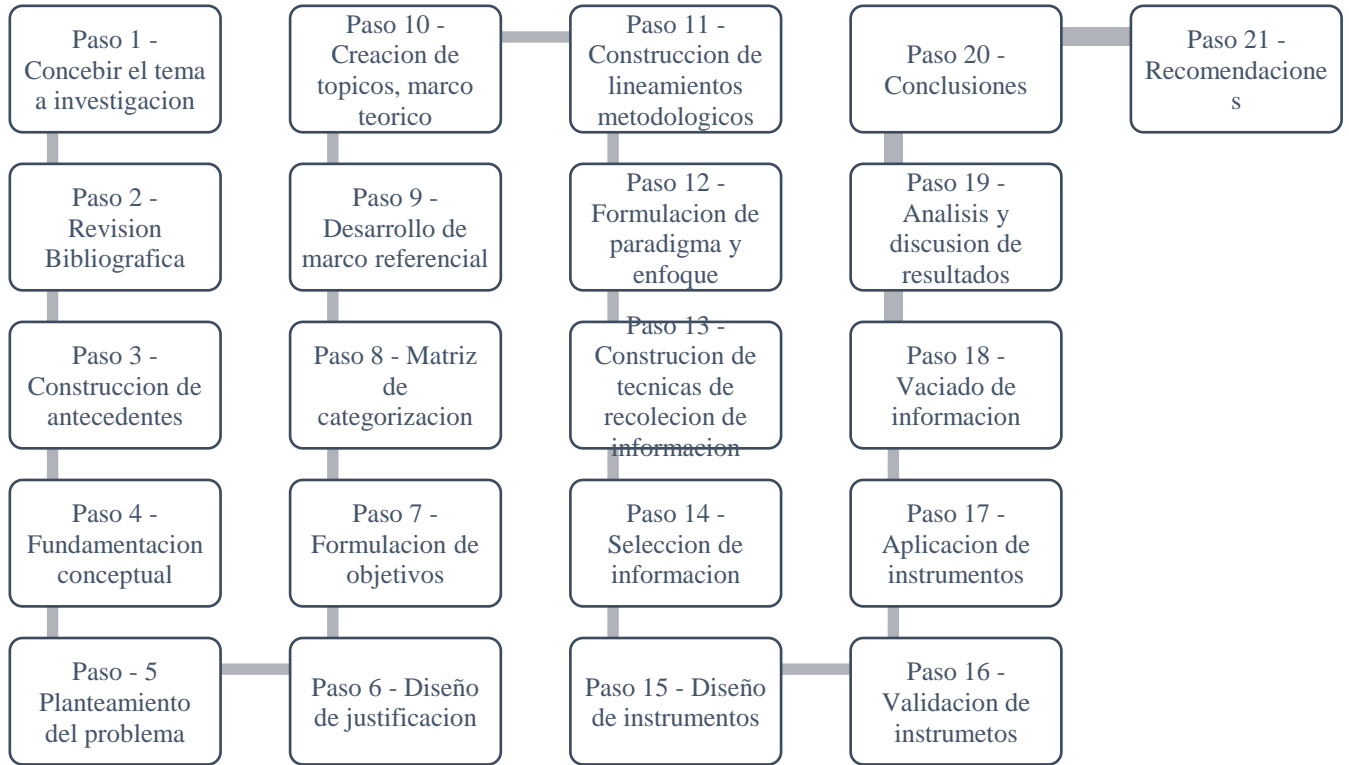 Paso 1 -
Concebir el tema
a investigacion
Paso 2 -
Revision
Bibliografica
Paso 3 -
Construccion de
antecedentes
Paso 4 -
Fundamentacion
conceptual
Paso - 5
Planteamiento
del problema
Paso 6 - Diseño
de justificacion
Paso 7 -
Formulacion de
objetivos
Paso 8 - Matriz
de
categorizacion
Paso 9 -
Desarrollo de
marco referencial
Paso 10 -
Creacion de
topicos, marco
teorico
Paso 11 -
Construccion de
lineamientos
metodologicos
Paso 12 -
Formulacion de
paradigma y
enfoque
Paso 13 -
Construcion de
tecnicas de
recolecion de
informacion
Paso 14 -
Seleccion de
informacion
Paso 15 - Diseño
de instrumentos
Paso 16 -
Validacion de
instrumetos
Paso 17 -
Aplicacion de
instrumentos
Paso 18 -
Vaciado de
informacion
Paso 19 -
Analisis y
discusion de
resultados
Paso 20 -
Conclusiones
Paso 21 -
Recomendacione
s